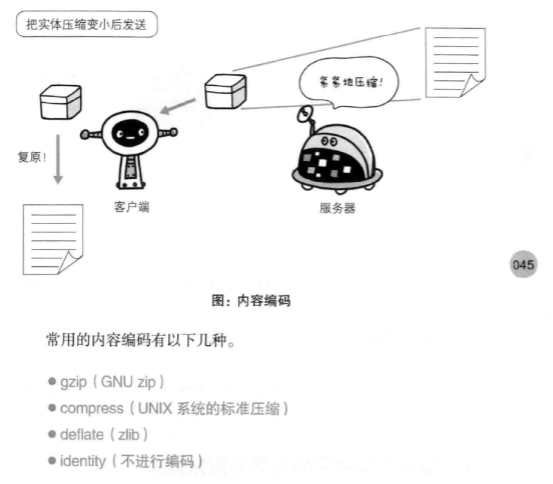 把实体压缩变小后发送
多多地压缩!
复原!
客户端
服务器
045
图：内容编码
常用的内容编码有以下几种。
● gzip（GNU zip）
● compress（UNIX 系统的标准压缩）
● deflate（zlib）
● identity（不进行编码）